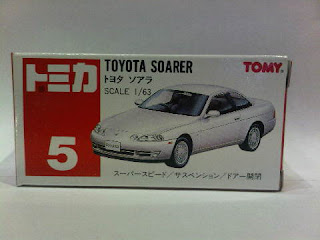 トミカ
TOYOTA SOARER
TOMY
トヨタ ソアラ
SCALE 1/63
5
スーパースピード/サスペンション/ドアー開閉